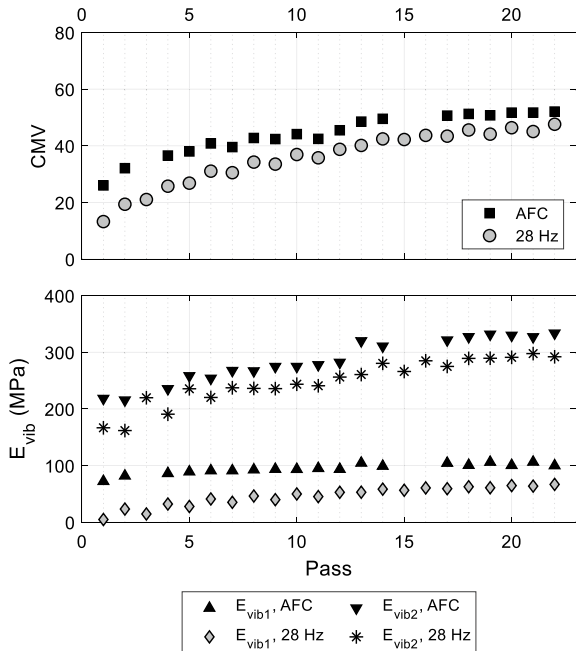 0 5 10 15 20
80
60
40
20
0
CMV
AFC
28 Hz
400
300
200
100
0
E_vib (MPa)
0 5 10 15 20
Pass
E_vib1, AFC E_vib2, AFC
E_vib1, 28 Hz E_vib2, 28 Hz